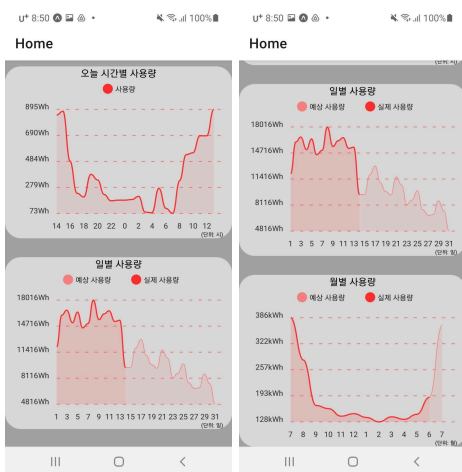 U⁺ 8:50 100%
Home
오늘 시간별 사용량
사용량
895Wh
690Wh
484Wh
279Wh
73Wh
14 16 18 20 22 0 2 4 6 8 10 12
(단위: 시)
일별 사용량
예상 사용량 실제 사용량
18016Wh
14716Wh
11416Wh
8116Wh
4816Wh
1 3 5 7 9 11 13 15 17 19 21 23 25 27 29 31
(단위: 일)
U⁺ 8:50 100%
Home
(단위: 시)
일별 사용량
예상 사용량 실제 사용량
18016Wh
14716Wh
11416Wh
8116Wh
4816Wh
1 3 5 7 9 11 13 15 17 19 21 23 25 27 29 31
(단위: 일)
월별 사용량
예상 사용량 실제 사용량
386kWh
322kWh
257kWh
193kWh
128kWh
7 8 9 10 11 12 1 2 3 4 5 6 7
(단위: 월)